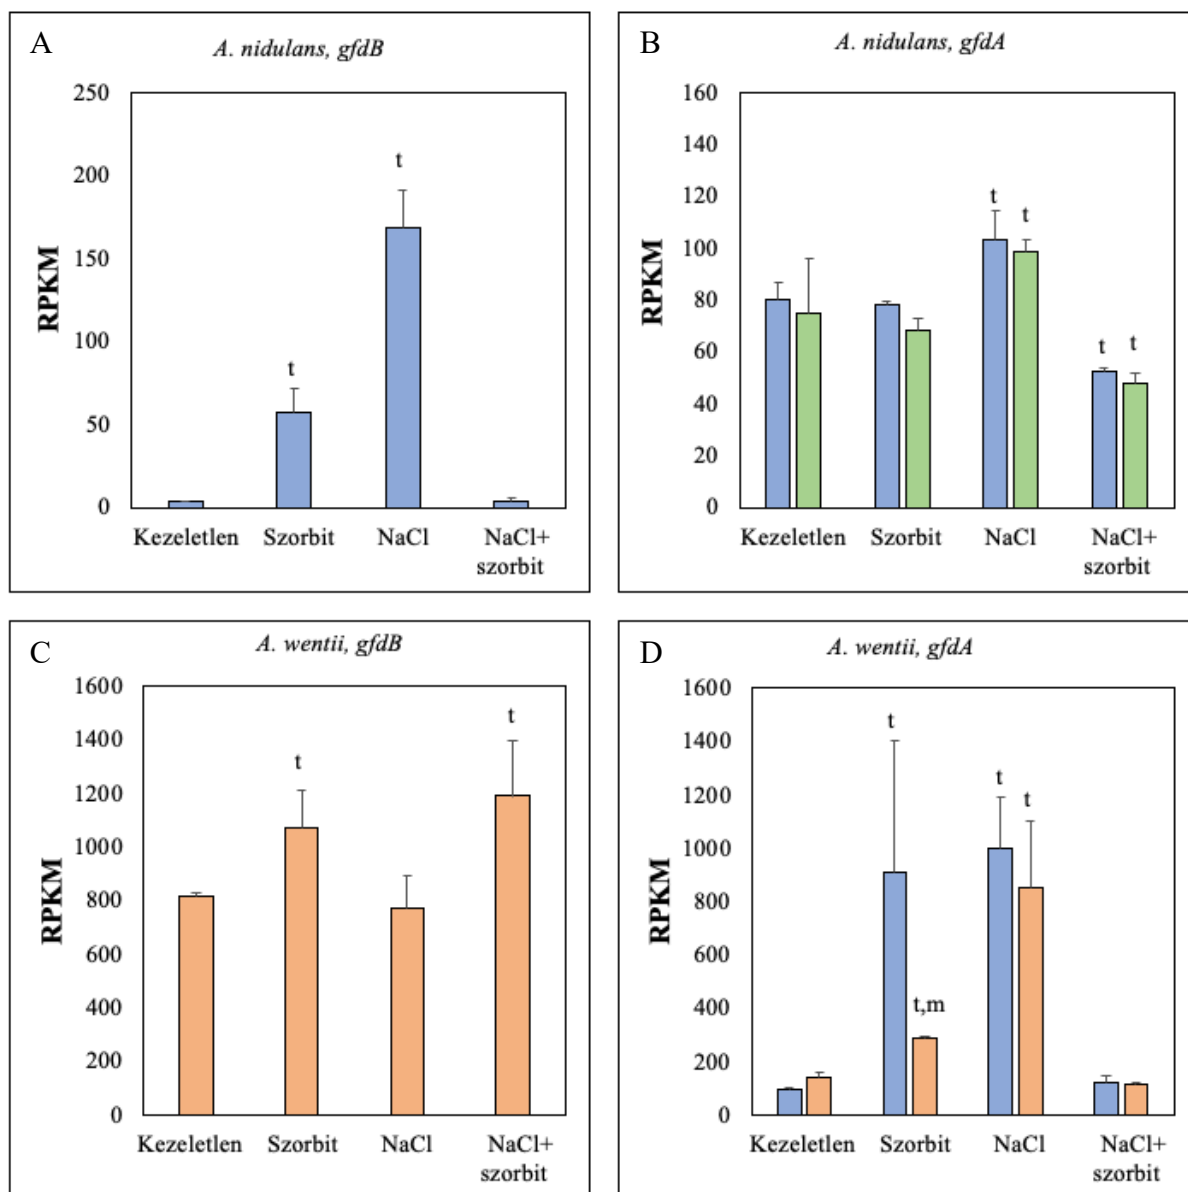 A
A. nidulans, gfdB
250
200
150
100
50
0
RPKM
t
t
Kezeletlen Szorbit NaCl NaCl+
szorbit
B
A. nidulans, gfdA
160
140
120
100
80
60
40
20
0
RPKM
t
t
t t
Kezeletlen Szorbit NaCl NaCl+
szorbit
C
A. wentii, gfdB
1600
1400
1200
1000
800
600
400
200
0
RPKM
t
t
Kezeletlen Szorbit NaCl NaCl+
szorbit
D
A. wentii, gfdA
1600
1400
1200
1000
800
600
400
200
0
RPKM
t
t,m
t
t
Kezeletlen Szorbit NaCl NaCl+
szorbit